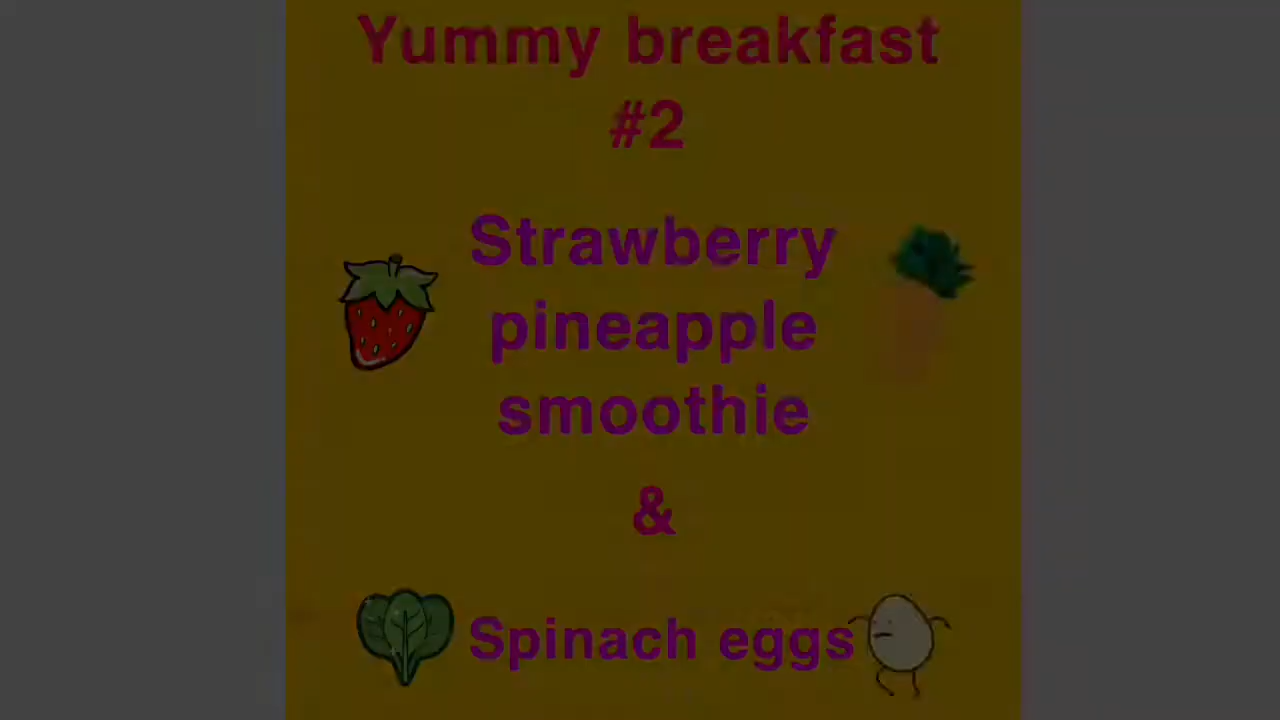 Yummy breakfast
#2
Strawberry
pineapple
smoothie
&
Spinach eggs